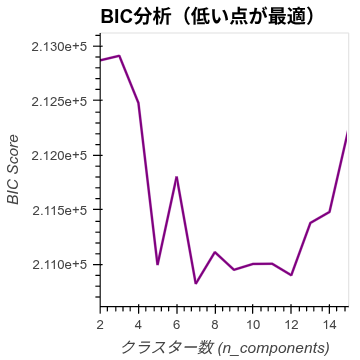 BIC分析（低い点が最適）
2.130e+5
2.125e+5
2.120e+5
2.115e+5
2.110e+5
BIC Score
2 4 6 8 10 12 14
クラスター数 (n_components)